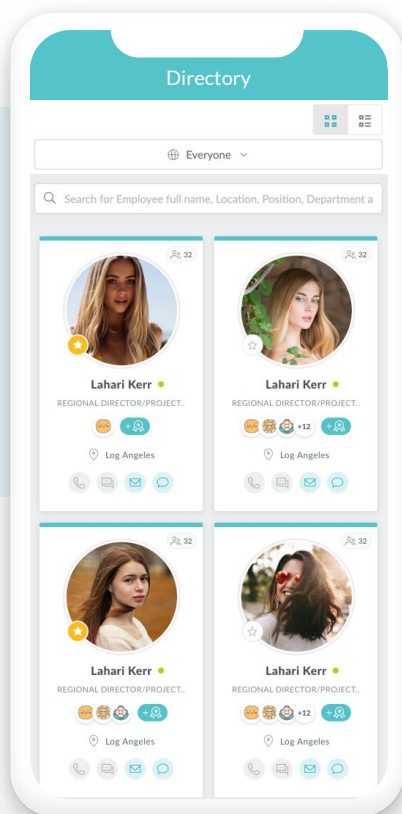 Directory
Everyone
Search for Employee full name, Location, Position, Department a
32
32
Lahari Kerr
Lahari Kerr
REGIONAL DIRECTOR/PROJECT..
REGIONAL DIRECTOR/PROJECT..
+
+12 +
Log Angeles
Log Angeles
32
32
Lahari Kerr
Lahari Kerr
REGIONAL DIRECTOR/PROJECT..
REGIONAL DIRECTOR/PROJECT..
+
+12 +
Log Angeles
Log Angeles